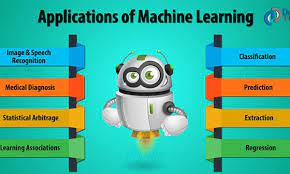 Applications of Machine Learning
Image & Speech
Recognition
Medical Diagnosis
Statistical Arbitrage
Learning Associations
Classification
Prediction
Extraction
Regression